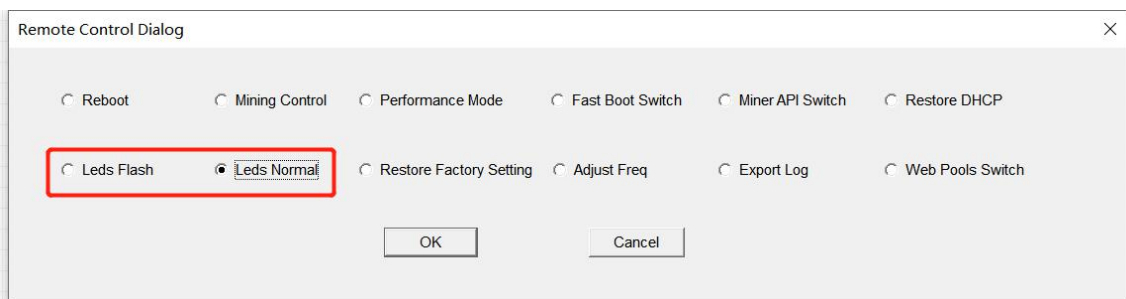 Remote Control Dialog
Reboot Mining Control Performance Mode Fast Boot Switch Miner API Switch Restore DHCP
Leds Flash Leds Normal Restore Factory Setting Adjust Freq Export Log Web Pools Switch
OK Cancel